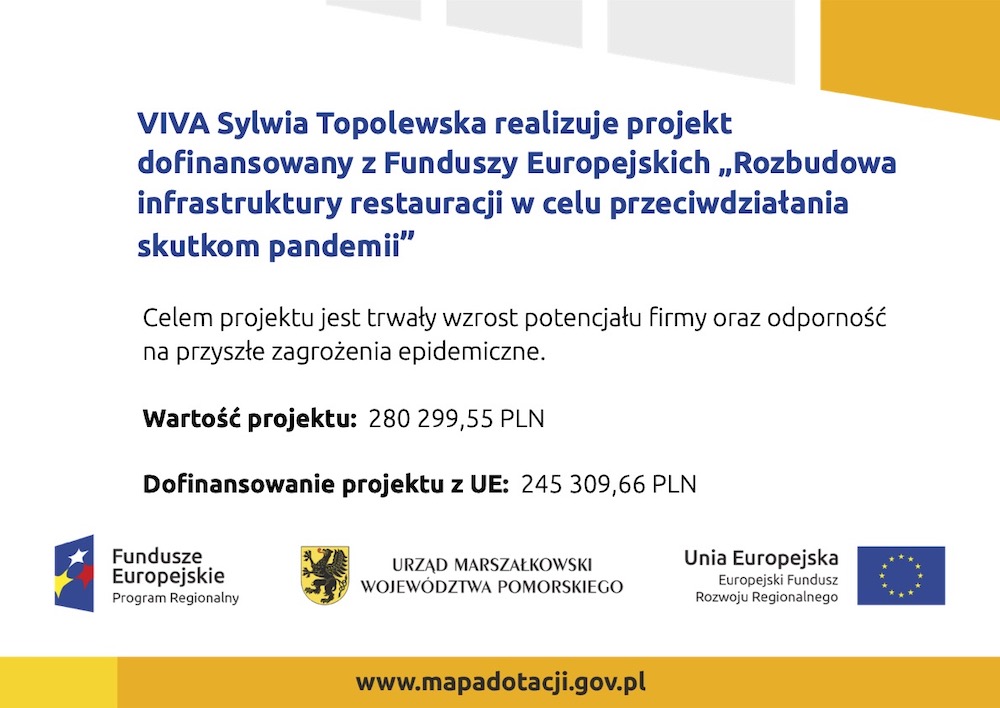 VIVA Sylwia Topolewska realizuje projekt
dofinansowany z Funduszy Europejskich „Rozbudowa
infrastruktury restauracji w celu przeciwdziałania
skutkom pandemii”
Celem projektu jest trwały wzrost potencjału firmy oraz odporność
na przyszłe zagrożenia epidemiczne.
Wartość projektu: 280 299,55 PLN
Dofinansowanie projektu z UE: 245 309,66 PLN
Fundusze
Europejskie
Program Regionalny
URZĄD MARSZAŁKOWSKI
WOJEWÓDZTWA POMORSKIEGO
Unia Europejska
Europejski Fundusz
Rozwoju Regionalnego
www.mapadotacji.gov.pl